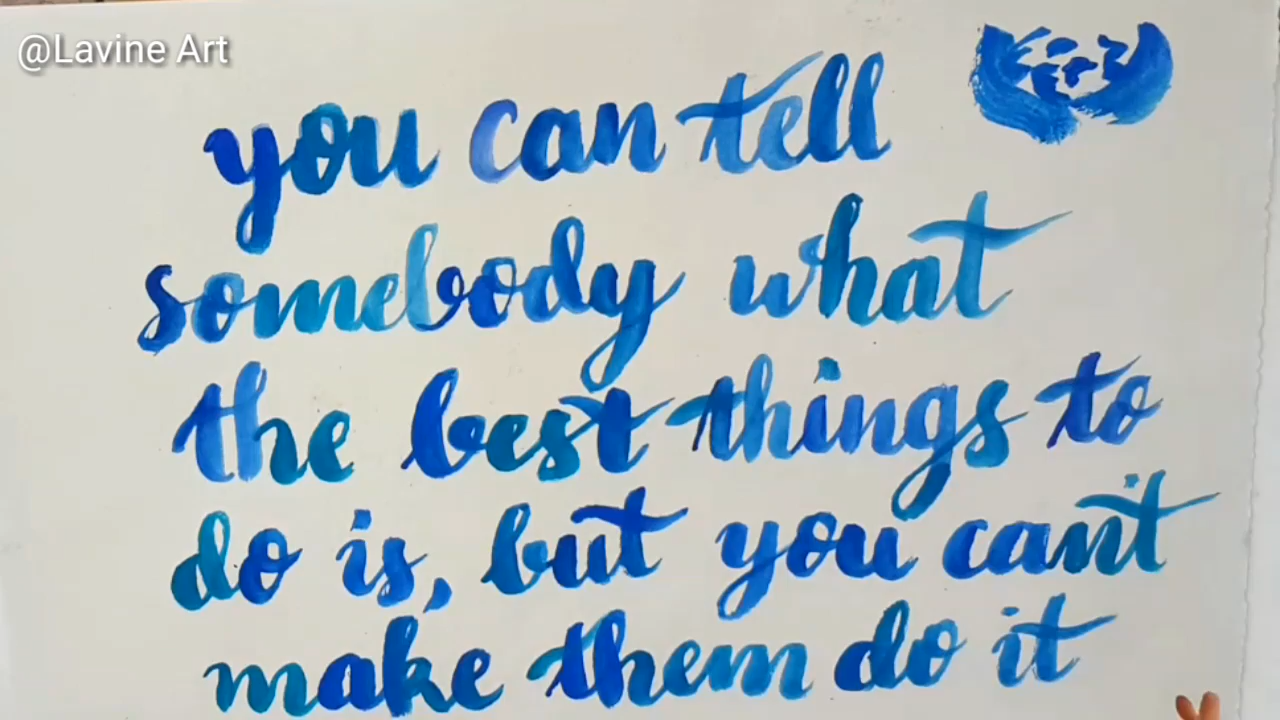 @Lavine Art
you can tell
somebody what
the best things to
do is, but you can't
make them do it